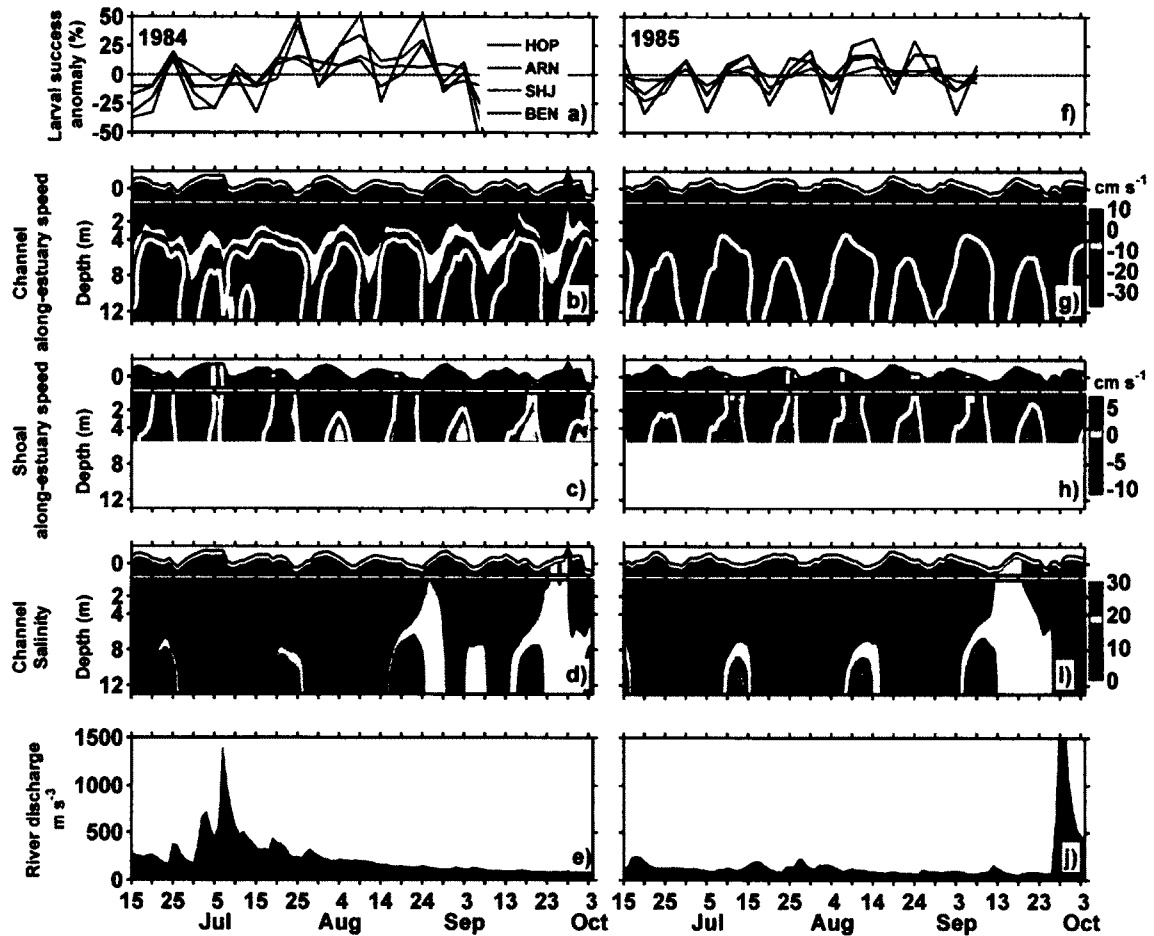 1984
Larval success
anomaly (%)
50
25
0
-25
-50
HOP
ARN
SHJ
BEN
a)
1985
f)
Channel
along-estuary speed
Depth (m)
0
2
4
8
12
b)
g)
cm s-1
10
0
-10
-20
-30
Shoal
along-estuary speed
Depth (m)
0
2
4
8
12
c)
h)
cm s-1
5
0
-5
-10
Channel
Salinity
Depth (m)
0
2
4
8
12
d)
i)
30
20
10
0
River discharge
m s-3
1500
1000
500
0
e)
j)
15 25 5 15 25 4 14 24 3 13 23 3
Jul Aug Sep Oct
15 25 5 15 25 4 14 24 3 13 23 3
Jul Aug Sep Oct